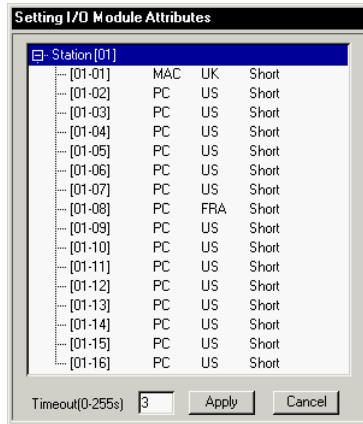 Setting I/O Module Attributes
Station [01]
[01-01] MAC UK Short
[01-02] PC US Short
[01-03] PC US Short
[01-04] PC US Short
[01-05] PC US Short
[01-06] PC US Short
[01-07] PC US Short
[01-08] PC FRA Short
[01-09] PC US Short
[01-10] PC US Short
[01-11] PC US Short
[01-12] PC US Short
[01-13] PC US Short
[01-14] PC US Short
[01-15] PC US Short
[01-16] PC US Short
Timeout(0-255s) 3 Apply Cancel